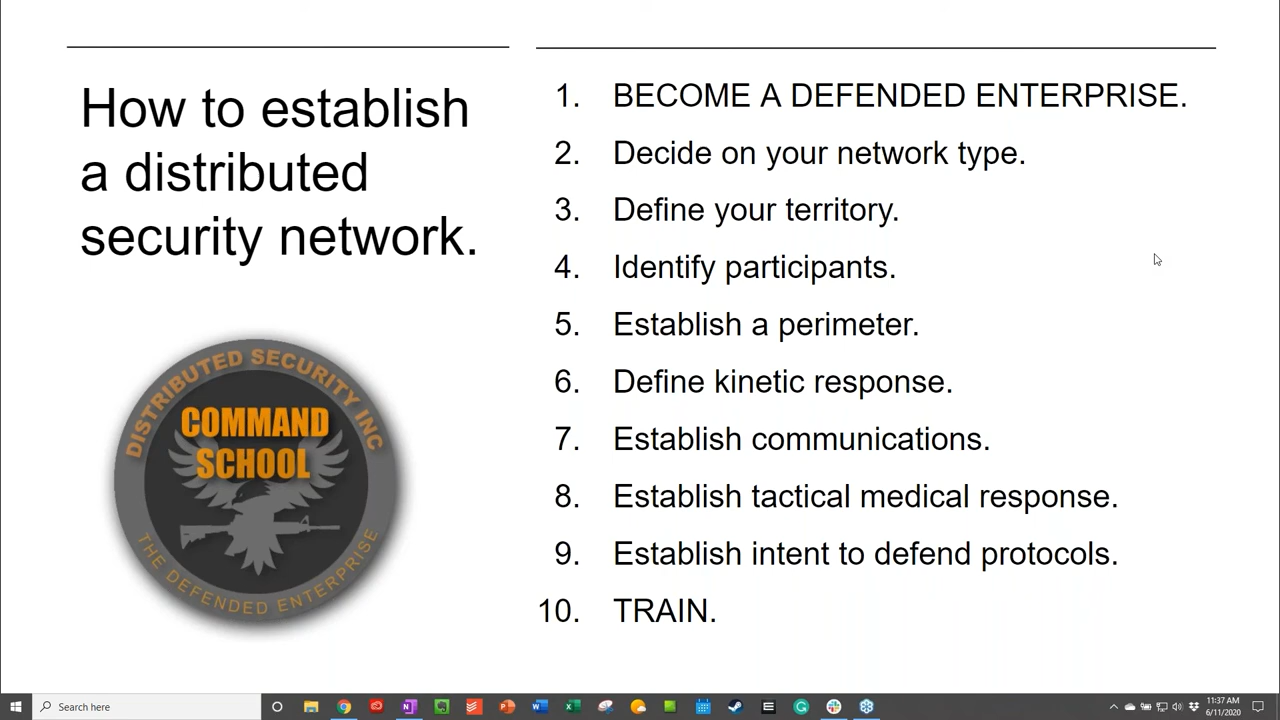 How to establish
a distributed
security network.
1. BECOME A DEFENDED ENTERPRISE.
2. Decide on your network type.
3. Define your territory.
4. Identify participants.
5. Establish a perimeter.
6. Define kinetic response.
7. Establish communications.
8. Establish tactical medical response.
9. Establish intent to defend protocols.
10. TRAIN.
DISTRIBUTED SECURITY INC
COMMAND
SCHOOL
THE DEFENDED ENTERPRISE
Search here
11:37 AM
6/11/2020